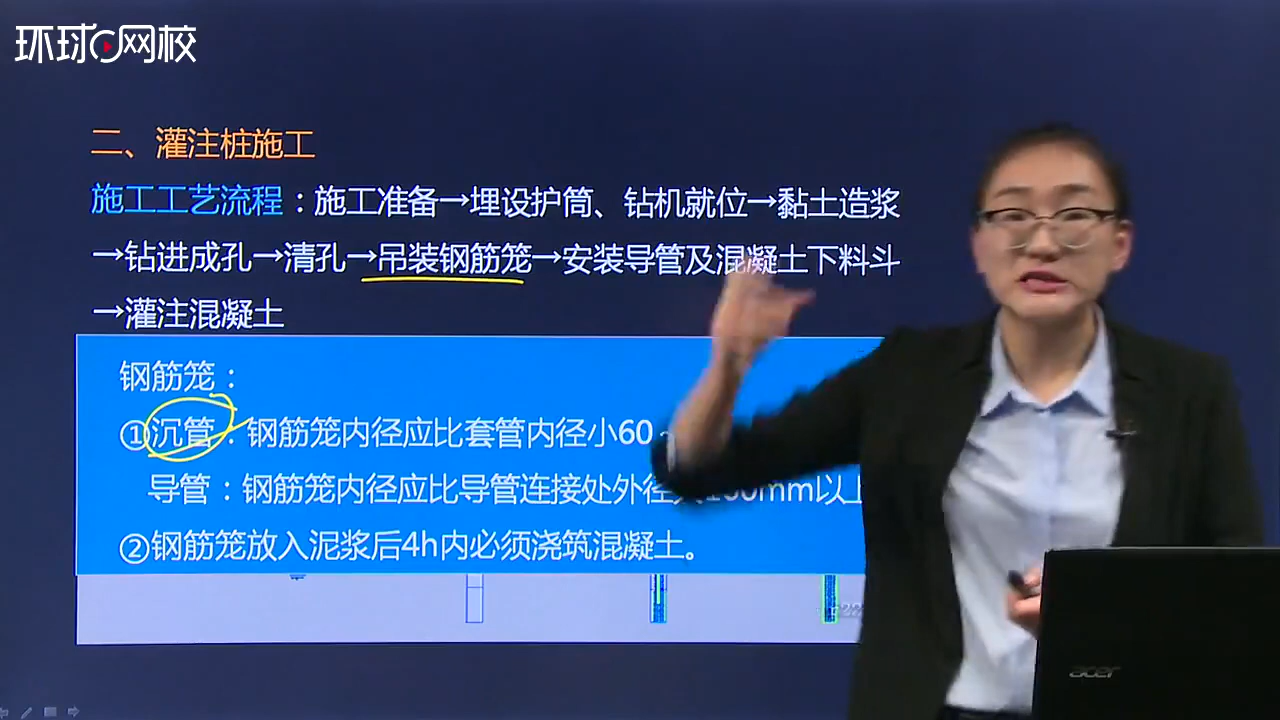 环球网校
二、灌注桩施工
施工工艺流程：施工准备→埋设护筒、钻机就位→黏土造浆
→钻进成孔→清孔→吊装钢筋笼→安装导管及混凝土下料斗
→灌注混凝土
钢筋笼：
①沉管：钢筋笼内径应比套管内径小60
导管：钢筋笼内径应比导管连接处外径大100mm以上
②钢筋笼放入泥浆后4h内必须浇筑混凝土。
acer